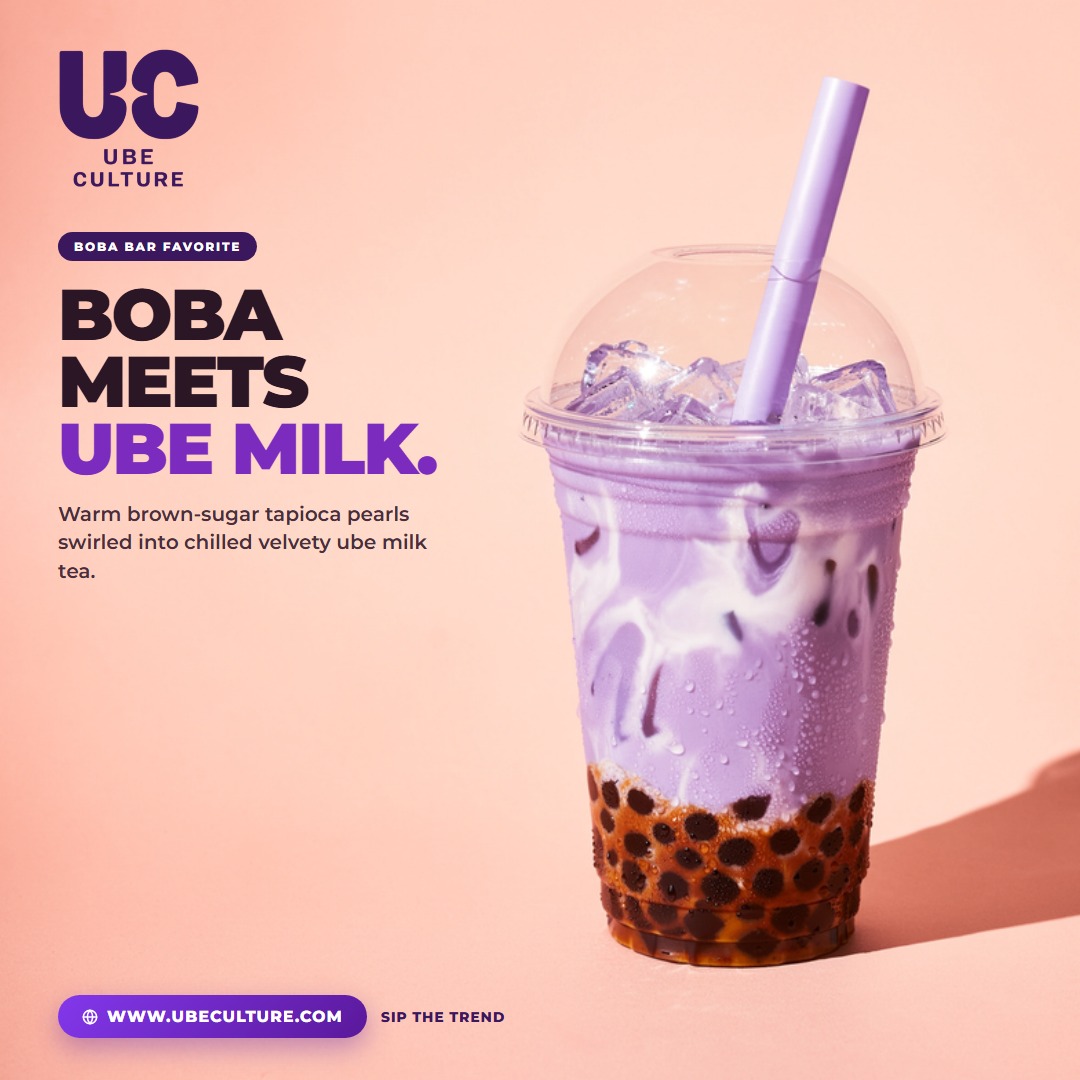 UC
UBE
CULTURE
BOBA BAR FAVORITE
BOBA
MEETS
UBE MILK.
Warm brown-sugar tapioca pearls
swirled into chilled velvety ube milk
tea.
WWW.UBECULTURE.COM SIP THE TREND